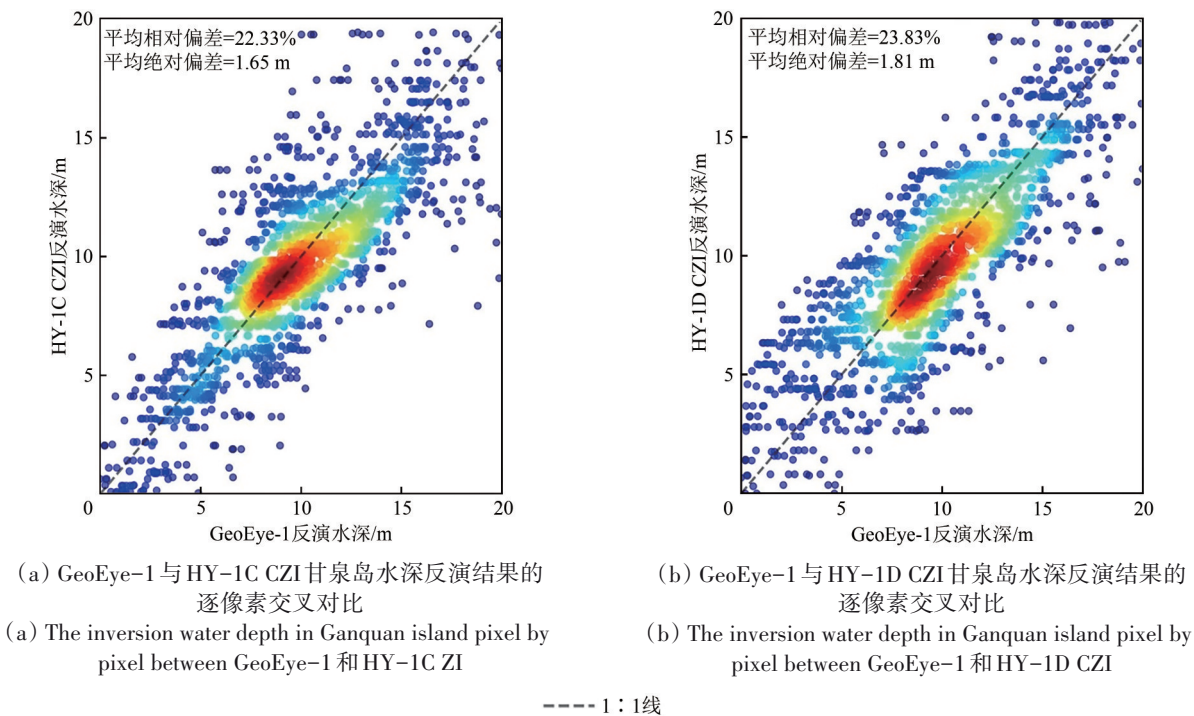 平均相对偏差=22.33%
平均绝对偏差=1.65 m
20
15
10
5
0
5
10
15
20
HY-1C CZI反演水深/m
GeoEye-1反演水深/m
(a) GeoEye-1与HY-1C CZI甘泉岛水深反演结果的
逐像素交叉对比
(a) The inversion water depth in Ganquan island pixel by
pixel between GeoEye-1和HY-1C ZI
平均相对偏差=23.83%
平均绝对偏差=1.81 m
20
15
10
5
0
5
10
15
20
HY-1D CZI反演水深/m
GeoEye-1反演水深/m
(b) GeoEye-1与HY-1D CZI甘泉岛水深反演结果的
逐像素交叉对比
(b) The inversion water depth in Ganquan island pixel by
pixel between GeoEye-1和HY-1D CZI
1∶1线